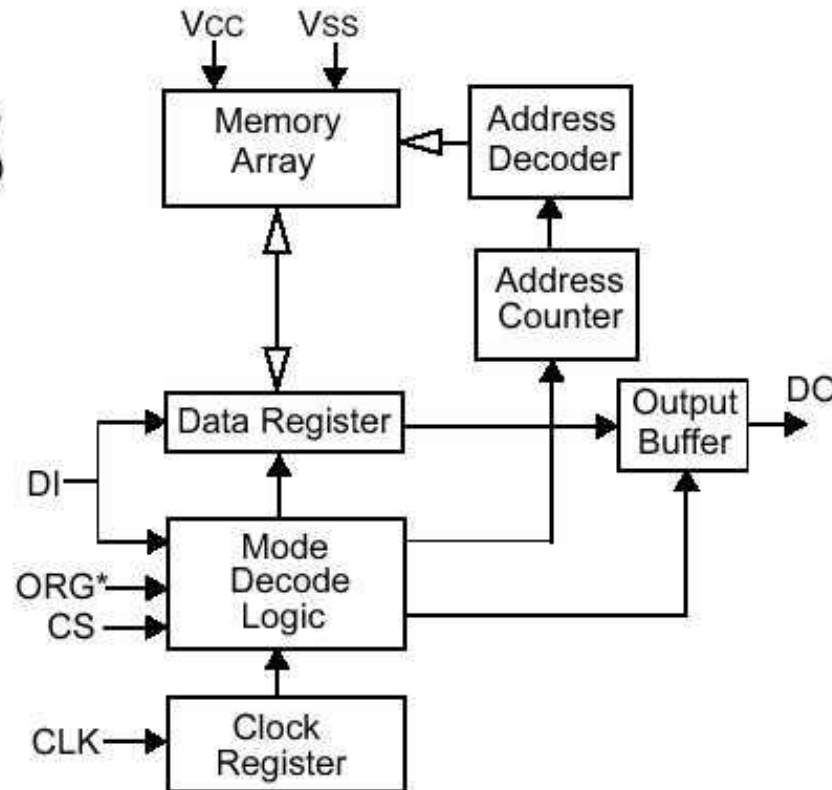 VCC VSS
Memory
Array
Address
Decoder
Address
Counter
Data Register
Output
Buffer
DO
DI
Mode
Decode
Logic
ORG*
CS
CLK
Clock
Register